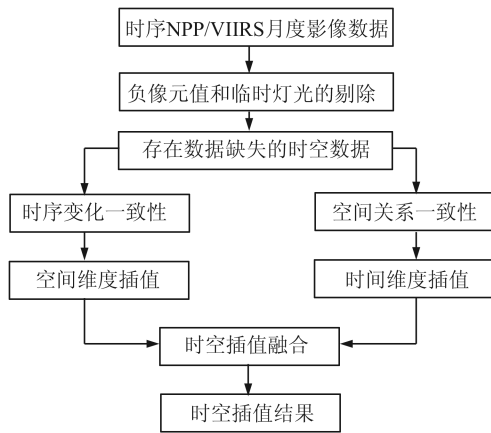 时序NPP/VIIRS月度影像数据
负像元值和临时灯光的剔除
存在数据缺失的时空数据
时序变化一致性
空间关系一致性
空间维度插值
时间维度插值
时空插值融合
时空插值结果